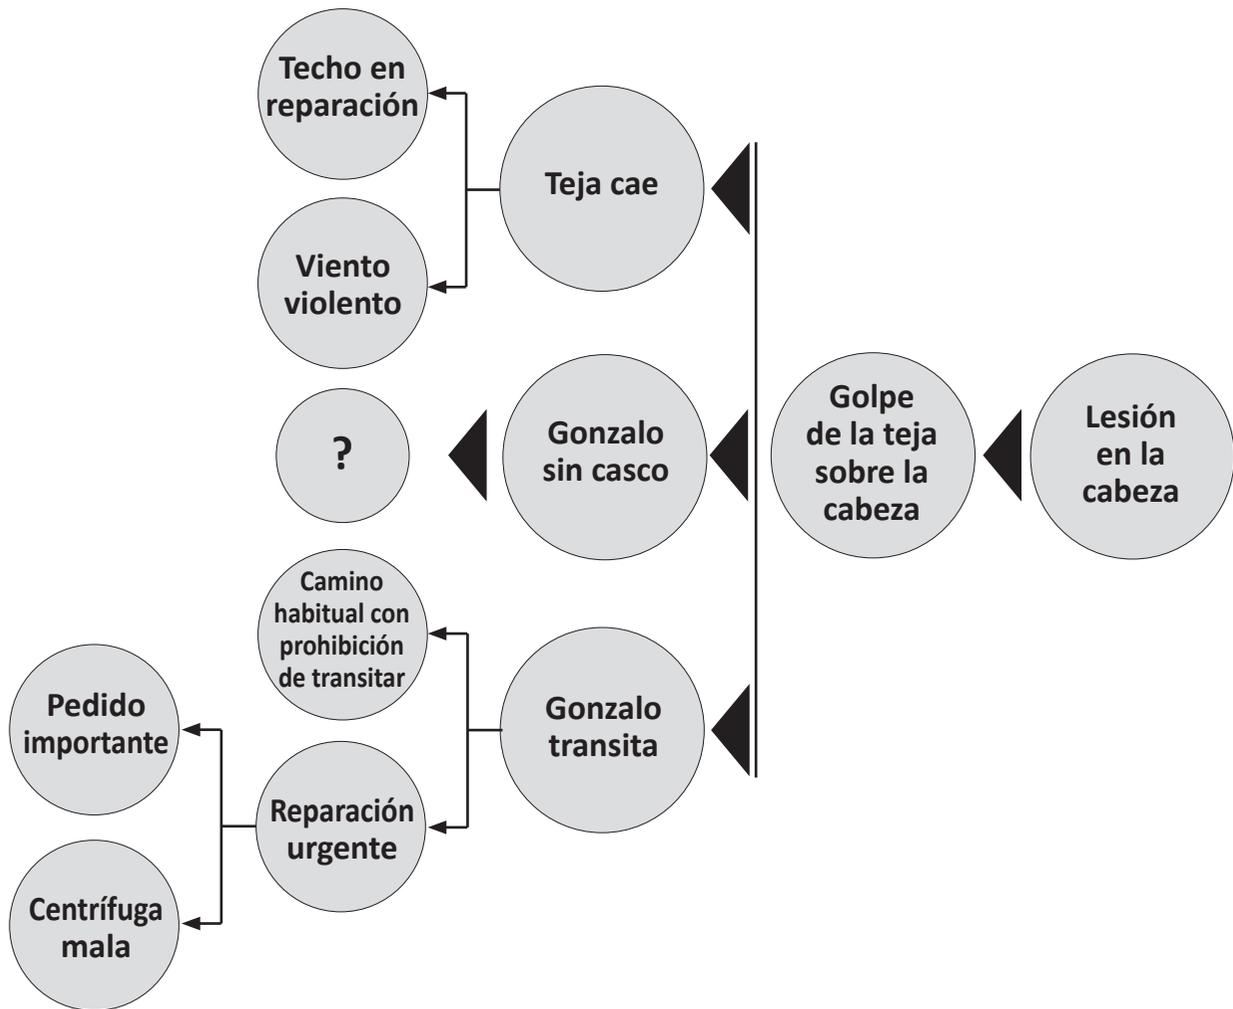 Techo en
reparación
Teja cae
Viento
violento
?
Gonzalo
sin casco
Golpe
de la teja
sobre la
cabeza
Lesión
en la
cabeza
Camino
habitual con
prohibición
de transitar
Gonzalo
transita
Pedido
importante
Reparación
urgente
Centrífuga
mala